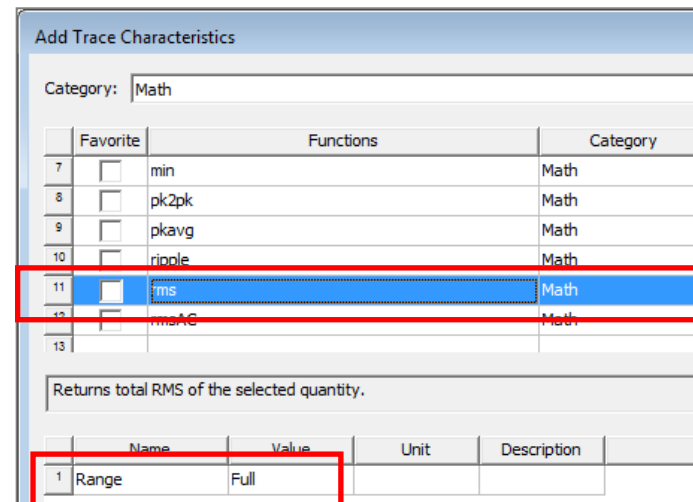 Add Trace Characteristics
Category: Math
Favorite Functions Category
7 min Math
8 pk2pk Math
9 pkavg Math
10 ripple Math
11 rms Math
12 rmsAC Math
13
Returns total RMS of the selected quantity.
Name Value Unit Description
1 Range Full